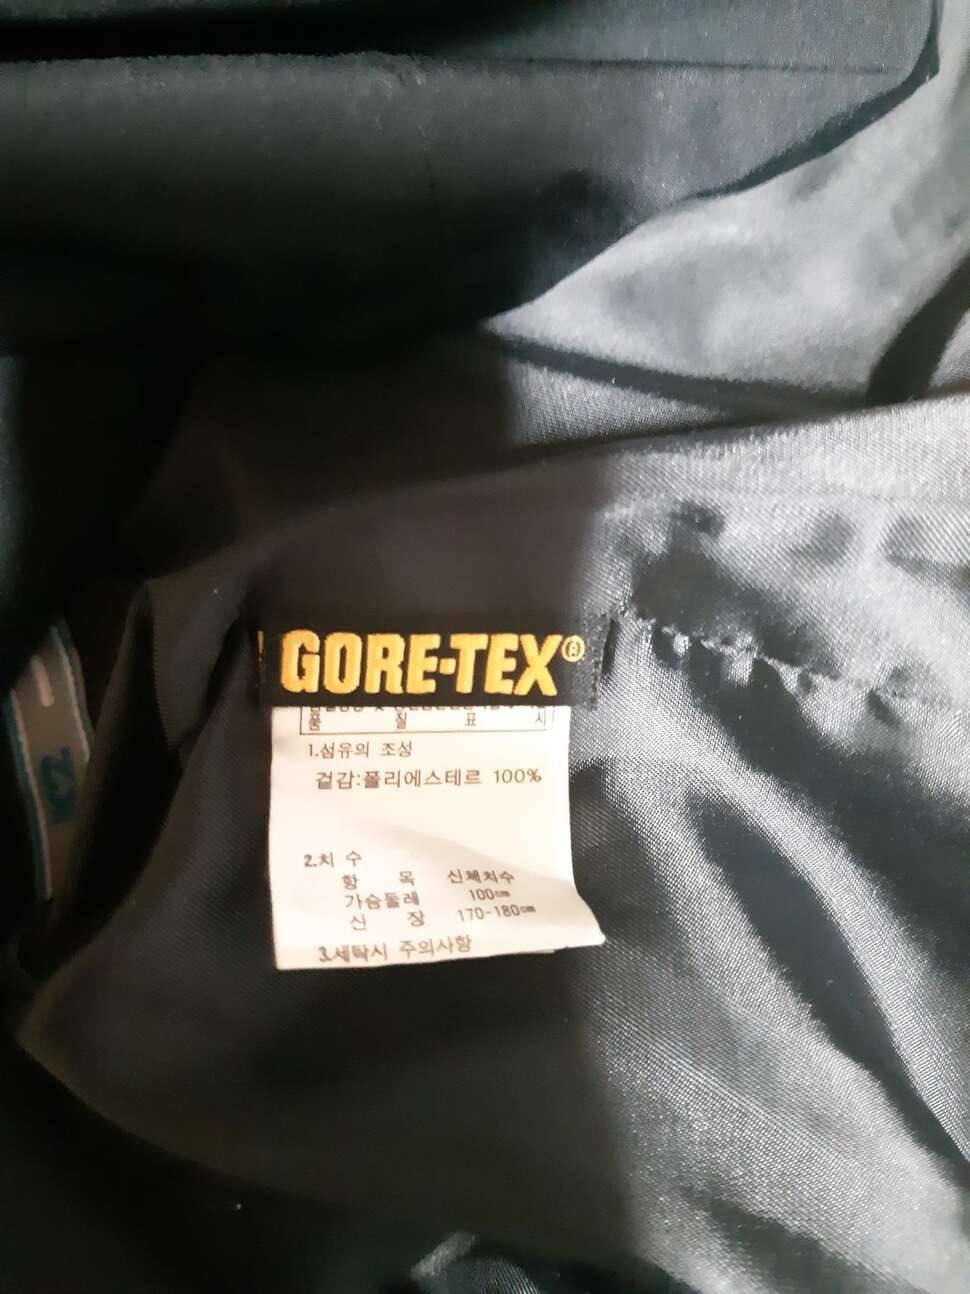 GORE-TEX®
품 질 표 시
1.섬유의 조성
겉감:폴리에스테르 100%
2.치 수
항 목 신체치수
가슴둘레 100cm
신 장 170-180cm
3.세탁시 주의사항